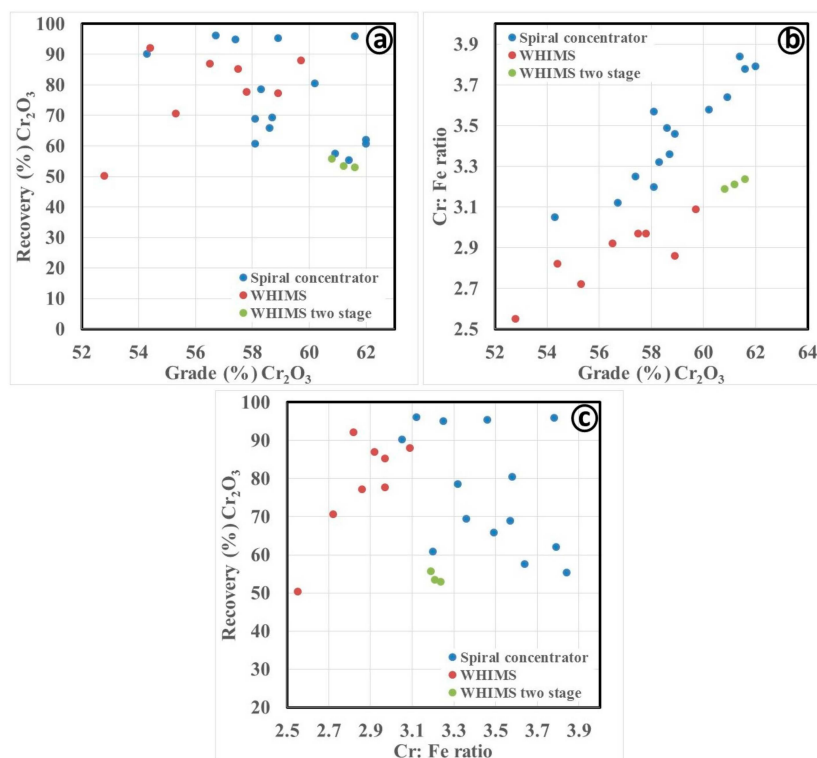 ⓐ
100
90
80
70
60
50
40
30
20
10
0
Recovery (%) Cr₂O₃
Spiral concentrator
WHIMS
WHIMS two stage
52 54 56 58 60 62
Grade (%) Cr₂O₃
ⓑ
Spiral concentrator
WHIMS
WHIMS two stage
3.9
3.7
3.5
3.3
3.1
2.9
2.7
2.5
Cr: Fe ratio
52 54 56 58 60 62 64
Grade (%) Cr₂O₃
ⓒ
100
90
80
70
60
50
40
30
20
Recovery (%) Cr₂O₃
Spiral concentrator
WHIMS
WHIMS two stage
2.5 2.7 2.9 3.1 3.3 3.5 3.7 3.9
Cr: Fe ratio